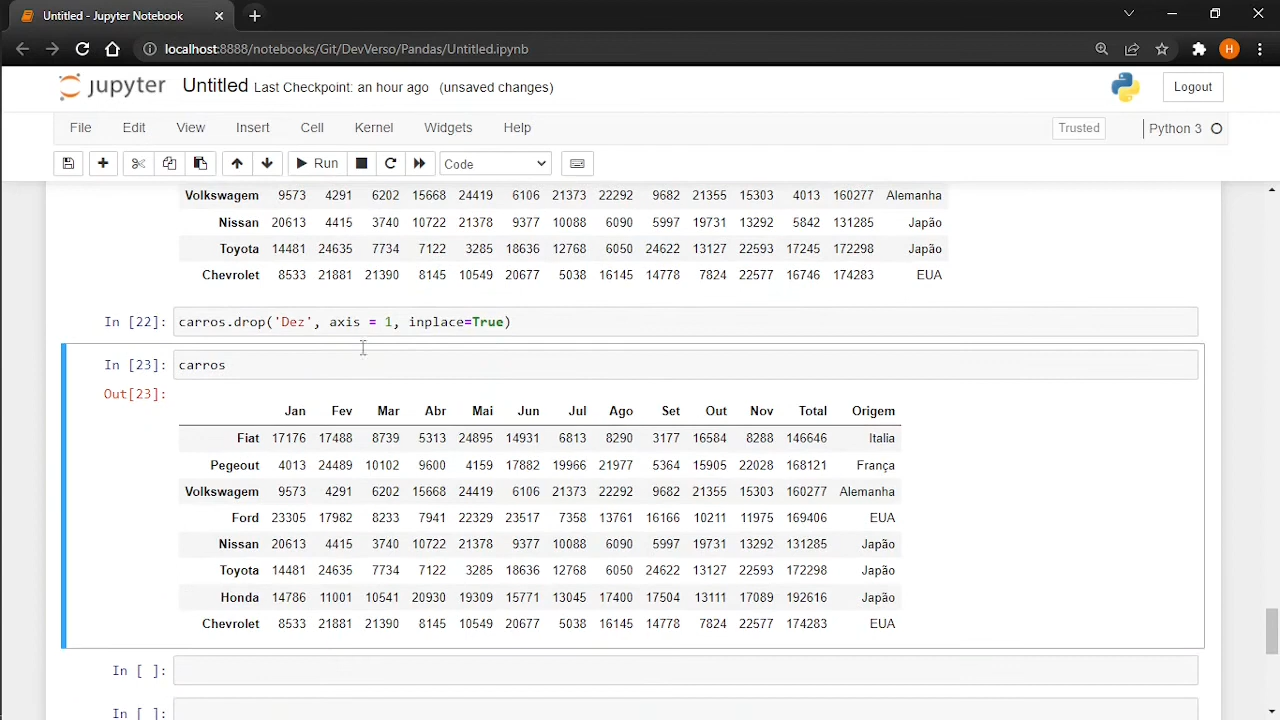 Untitled - Jupyter Notebook
localhost:8888/notebooks/Git/DevVerso/Pandas/Untitled.ipynb
H
jupyter Untitled Last Checkpoint: an hour ago (unsaved changes)
Logout
File Edit View Insert Cell Kernel Widgets Help
Trusted Python 3
Run Code
Volkswagem 9573 4291 6202 15668 24419 6106 21373 22292 9682 21355 15303 4013 160277 Alemanha
Nissan 20613 4415 3740 10722 21378 9377 10088 6090 5997 19731 13292 5842 131285 Japão
Toyota 14481 24635 7734 7122 3285 18636 12768 6050 24622 13127 22593 17245 172298 Japão
Chevrolet 8533 21881 21390 8145 10549 20677 5038 16145 14778 7824 22577 16746 174283 EUA
In [22]: carros.drop('Dez', axis = 1, inplace=True)
In [23]: carros
Out[23]:
Jan Fev Mar Abr Mai Jun Jul Ago Set Out Nov Total Origem
Fiat 17176 17488 8739 5313 24895 14931 6813 8290 3177 16584 8288 146646 Italia
Pegeout 4013 24489 10102 9600 4159 17882 19966 21977 5364 15905 22028 168121 França
Volkswagem 9573 4291 6202 15668 24419 6106 21373 22292 9682 21355 15303 160277 Alemanha
Ford 23305 17982 8233 7941 22329 23517 7358 13761 16166 10211 11975 169406 EUA
Nissan 20613 4415 3740 10722 21378 9377 10088 6090 5997 19731 13292 131285 Japão
Toyota 14481 24635 7734 7122 3285 18636 12768 6050 24622 13127 22593 172298 Japão
Honda 14786 11001 10541 20930 19309 15771 13045 17400 17504 13111 17089 192616 Japão
Chevrolet 8533 21881 21390 8145 10549 20677 5038 16145 14778 7824 22577 174283 EUA
In [ ]:
In [ ]: